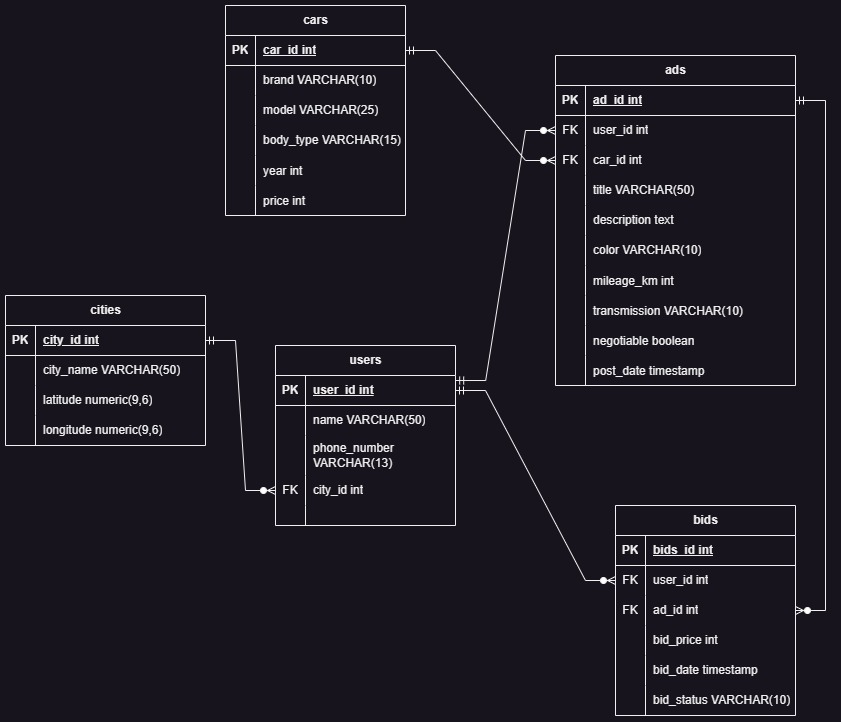 cars
PK car_id int
brand VARCHAR(10)
model VARCHAR(25)
body_type VARCHAR(15)
year int
price int
ads
PK ad_id int
FK user_id int
FK car_id int
title VARCHAR(50)
description text
color VARCHAR(10)
mileage_km int
transmission VARCHAR(10)
negotiable boolean
post_date timestamp
cities
PK city_id int
city_name VARCHAR(50)
latitude numeric(9,6)
longitude numeric(9,6)
users
PK user_id int
name VARCHAR(50)
phone_number
VARCHAR(13)
FK city_id int
bids
PK bids_id int
FK user_id int
FK ad_id int
bid_price int
bid_date timestamp
bid_status VARCHAR(10)